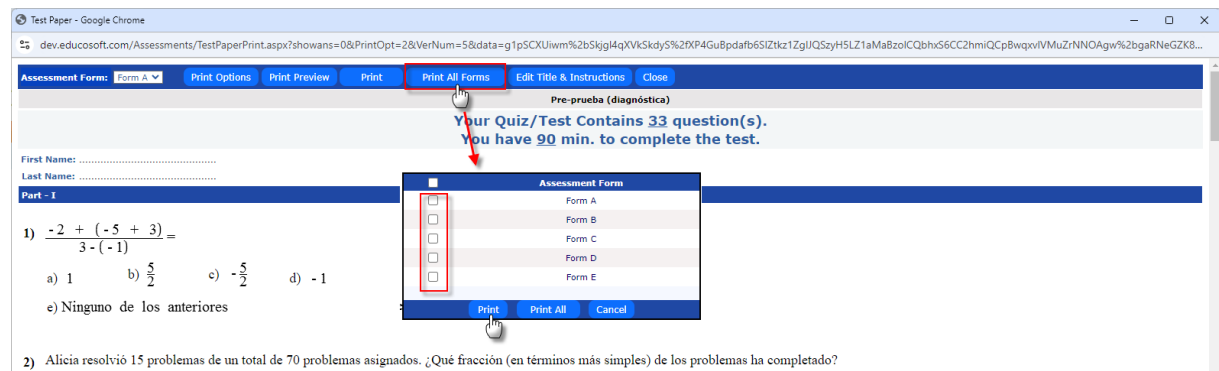 Test Paper - Google Chrome
dev.educosoft.com/Assessments/TestPaperPrint.aspx?showans=0&PrintOpt=2&VerNum=5&data=g1pSCXUiwm%2bSkjgl4qXVkSkdyS%2fXP4GuBpdafb6SIZtkz1ZgIJQSzyH5LZ1aMaBzoICQbhxS6CC2hmiQCpBwqxvIVMuZrNNOAgw%2bgaRNeGZK8...
Assessment Form: Form A Print Options Print Preview Print Print All Forms Edit Title & Instructions Close
Pre-prueba (diagnóstica)
Your Quiz/Test Contains 33 question(s).
You have 90 min. to complete the test.
First Name: ............................................
Last Name: ............................................
Part - I
Assessment Form
Form A
Form B
Form C
Form D
Form E
Print Print All Cancel
1) -2 + (-5 + 3) =
3 - (-1)
a) 1 b) 5/2 c) -5/2 d) -1
e) Ninguno de los anteriores
2) Alicia resolvió 15 problemas de un total de 70 problemas asignados. ¿Qué fracción (en términos más simples) de los problemas ha completado?